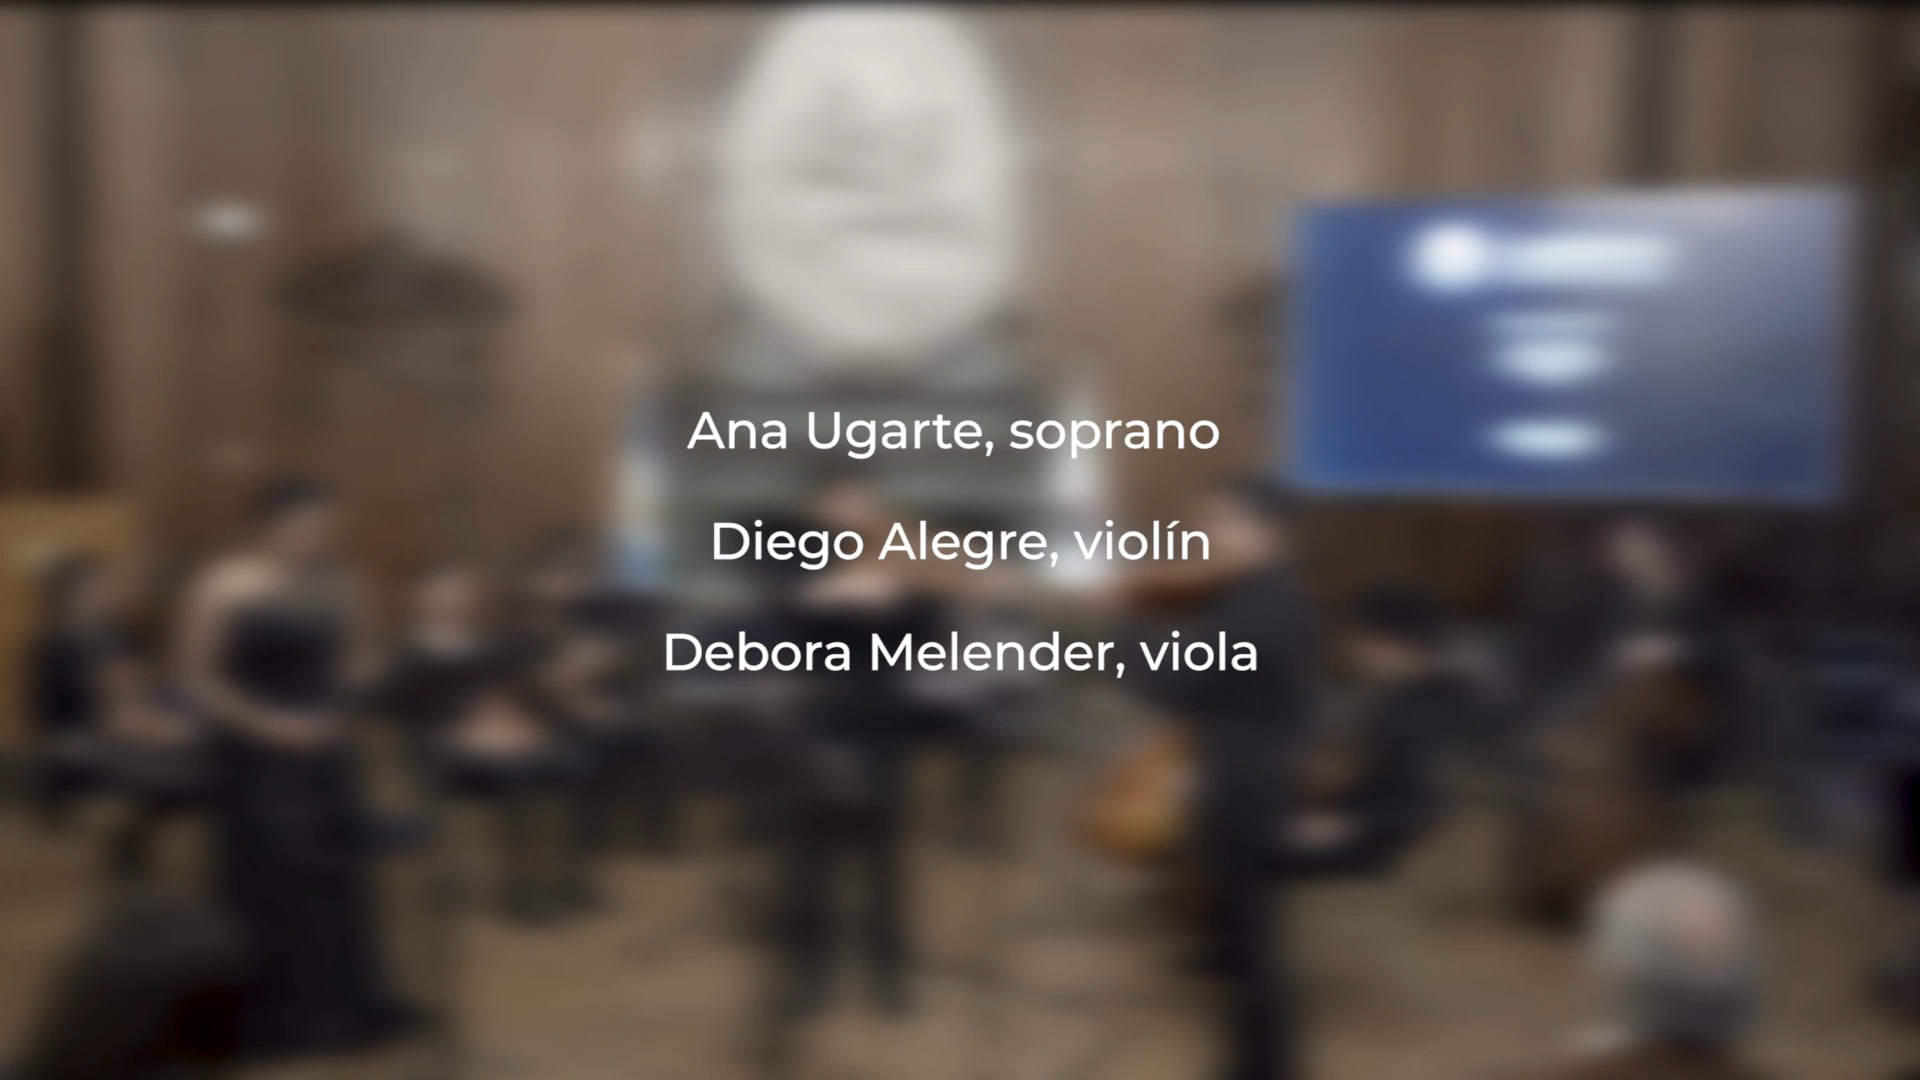 Ana Ugarte, soprano
Diego Alegre, violín
Debora Melender, viola